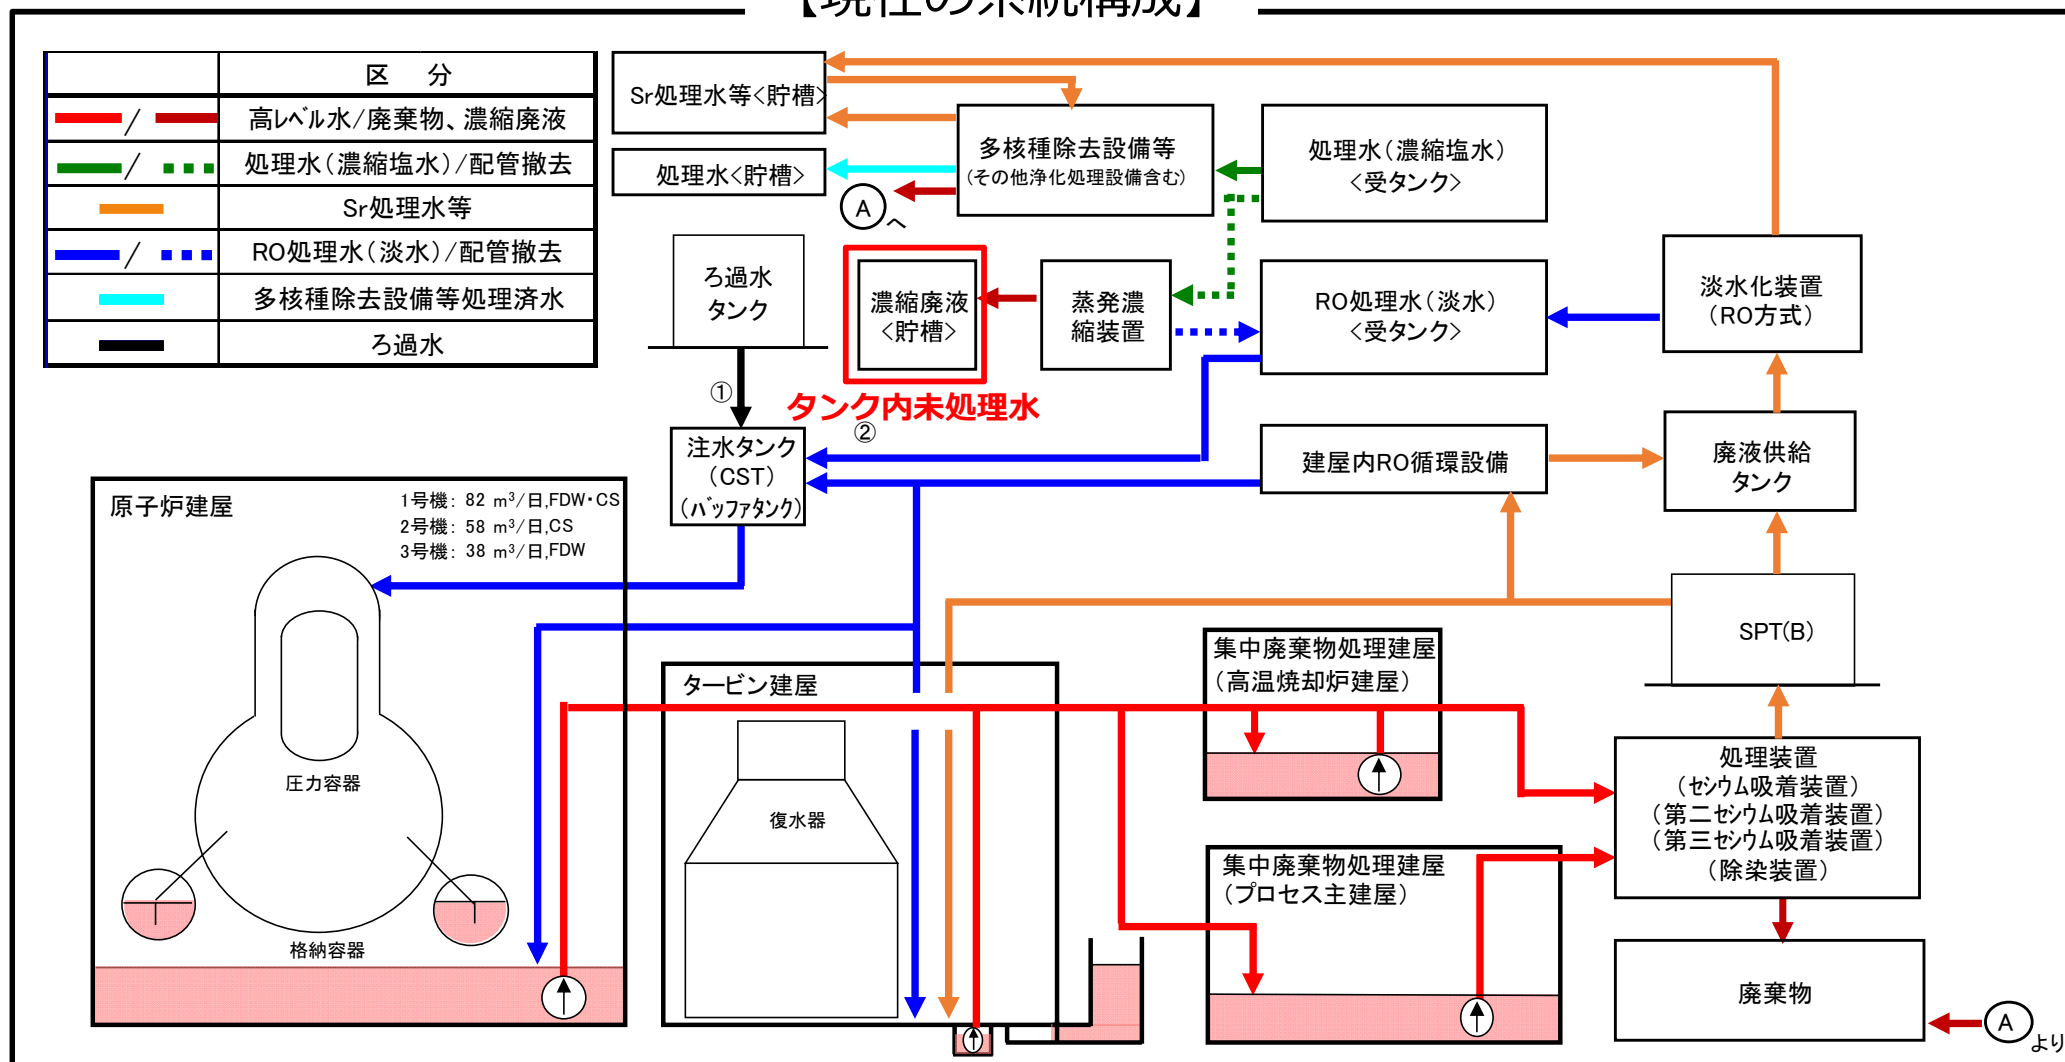 【現在の系統構成】
区　分
高レベル水/廃棄物、濃縮廃液
処理水(濃縮塩水)/配管撤去
Sr処理水等
RO処理水(淡水)/配管撤去
多核種除去設備等処理済水
ろ過水
Sr処理水等<貯槽>
処理水<貯槽>
多核種除去設備等
(その他浄化処理設備含む)
処理水(濃縮塩水)
<受タンク>
A
へ
ろ過水
タンク
濃縮廃液
<貯槽>
蒸発濃
縮装置
RO処理水(淡水)
<受タンク>
淡水化装置
(RO方式)
①
タンク内未処理水
②
注水タンク
(CST)
(バッファタンク)
建屋内RO循環設備
廃液供給
タンク
原子炉建屋
1号機: 82 m³/日,FDW・CS
2号機: 58 m³/日,CS
3号機: 38 m³/日,FDW
圧力容器
格納容器
タービン建屋
復水器
集中廃棄物処理建屋
(高温焼却炉建屋)
SPT(B)
集中廃棄物処理建屋
(プロセス主建屋)
処理装置
(セシウム吸着装置)
(第二セシウム吸着装置)
(第三セシウム吸着装置)
(除染装置)
廃棄物
A
より